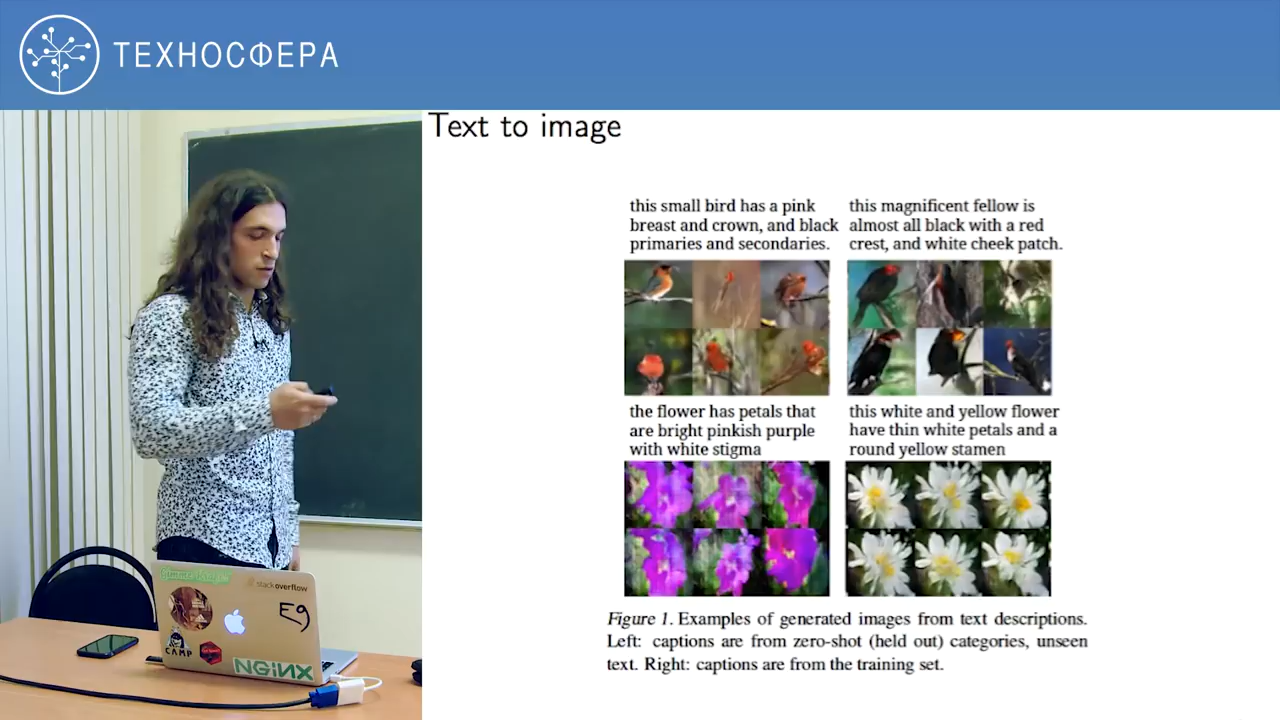 ТЕХНОСФЕРА
Text to image
this small bird has a pink
breast and crown, and black
primaries and secondaries.
this magnificent fellow is
almost all black with a red
crest, and white cheek patch.
the flower has petals that
are bright pinkish purple
with white stigma
this white and yellow flower
have thin white petals and a
round yellow stamen
Figure 1. Examples of generated images from text descriptions.
Left: captions are from zero-shot (held out) categories, unseen
text. Right: captions are from the training set.
stackoverflow
E9
CAMP
NGINX